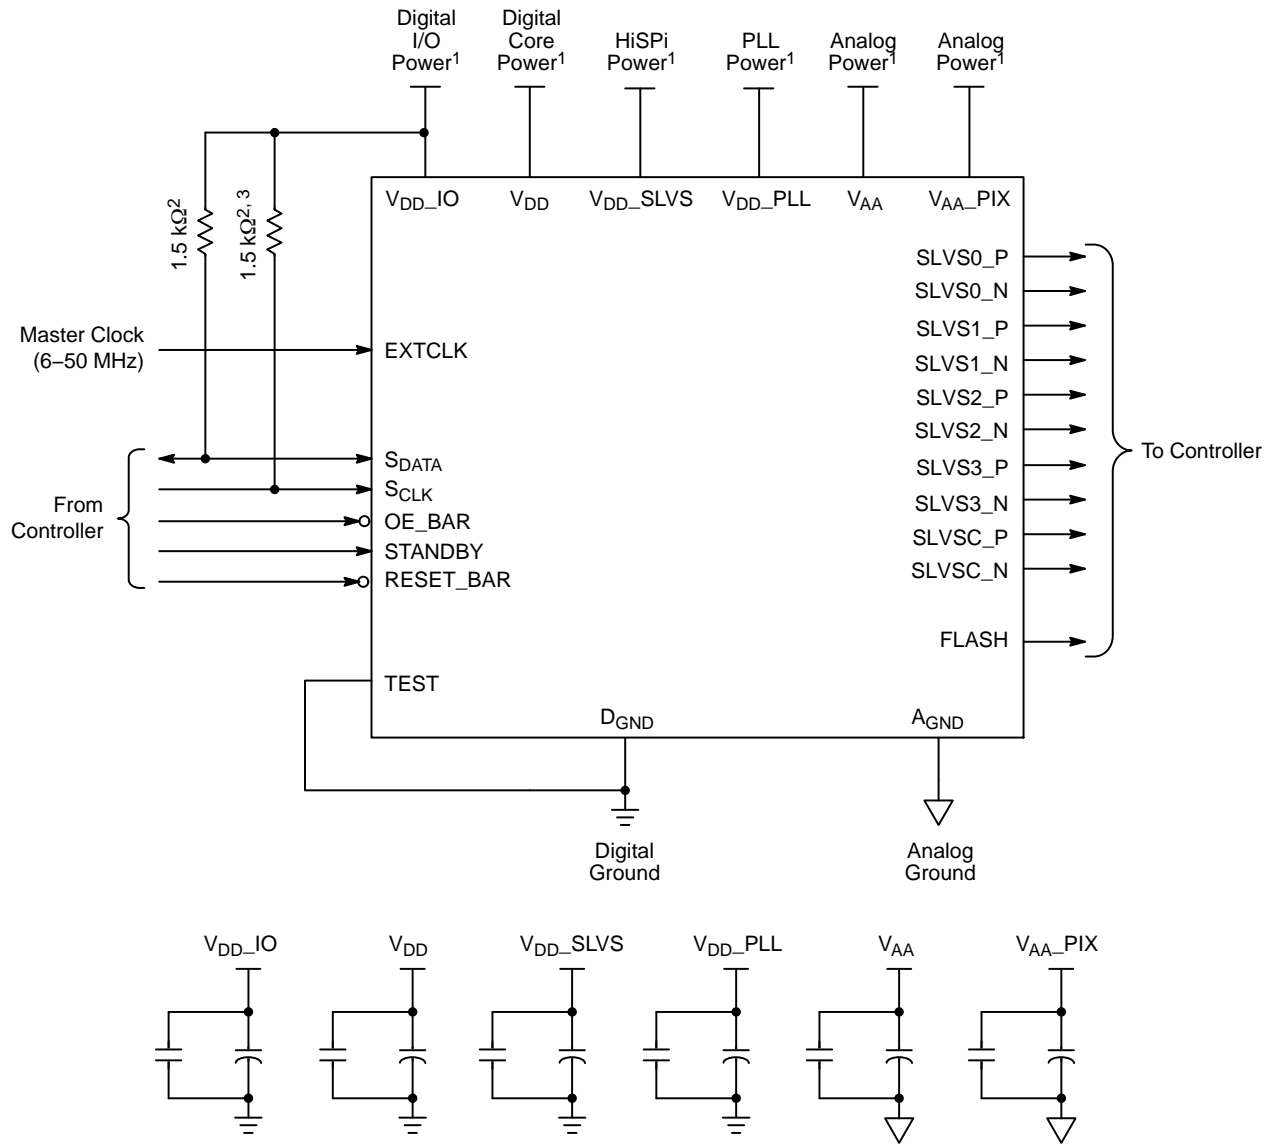 Digital
I/O
Power1
Digital
Core
Power1
HiSPi
Power1
PLL
Power1
Analog
Power1
Analog
Power1
VDD_IO
VDD
VDD_SLVS
VDD_PLL
VAA
VAA_PIX
1.5 kΩ2
1.5 kΩ2, 3
Master Clock
(6–50 MHz)
EXTCLK
From
Controller
SDATA
SCLK
OE_BAR
STANDBY
RESET_BAR
TEST
SLVS0_P
SLVS0_N
SLVS1_P
SLVS1_N
SLVS2_P
SLVS2_N
SLVS3_P
SLVS3_N
SLVSC_P
SLVSC_N
FLASH
To Controller
DGND
AGND
Digital
Ground
Analog
Ground
VDD_IO
VDD
VDD_SLVS
VDD_PLL
VAA
VAA_PIX